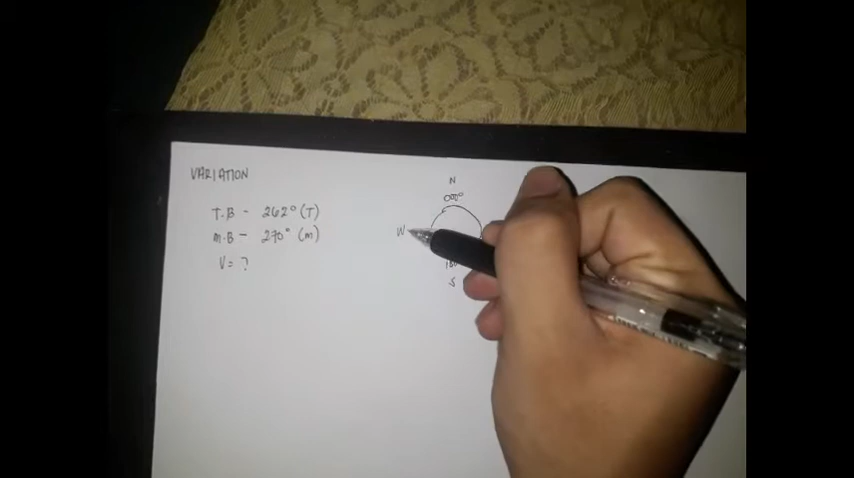 VARIATION
T.B - 262° (T)
M.B - 270° (M)
V = ?
N
000°
W
S